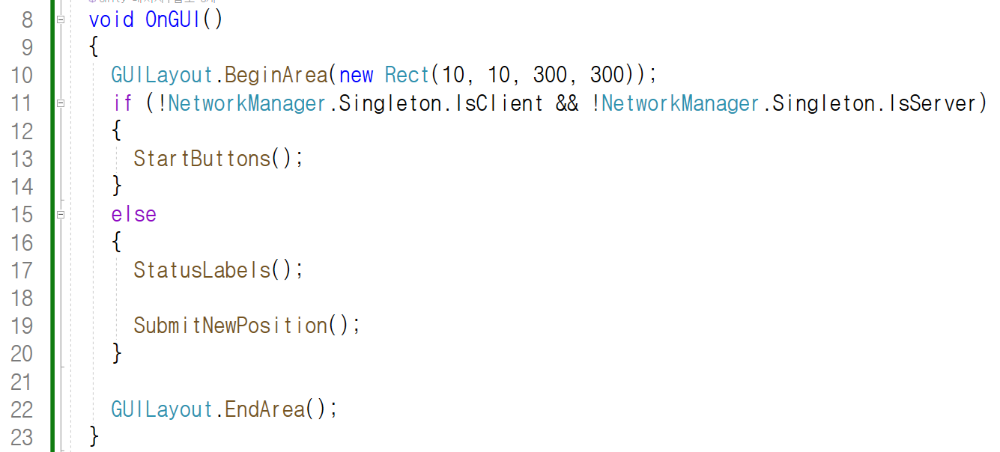 8 void OnGUI()
9 {
10 GUILayout.BeginArea(new Rect(10, 10, 300, 300));
11 if (!NetworkManager.Singleton.IsClient && !NetworkManager.Singleton.IsServer)
12 {
13 StartButtons();
14 }
15 else
16 {
17 StatusLabels();
18
19 SubmitNewPosition();
20 }
21
22 GUILayout.EndArea();
23 }